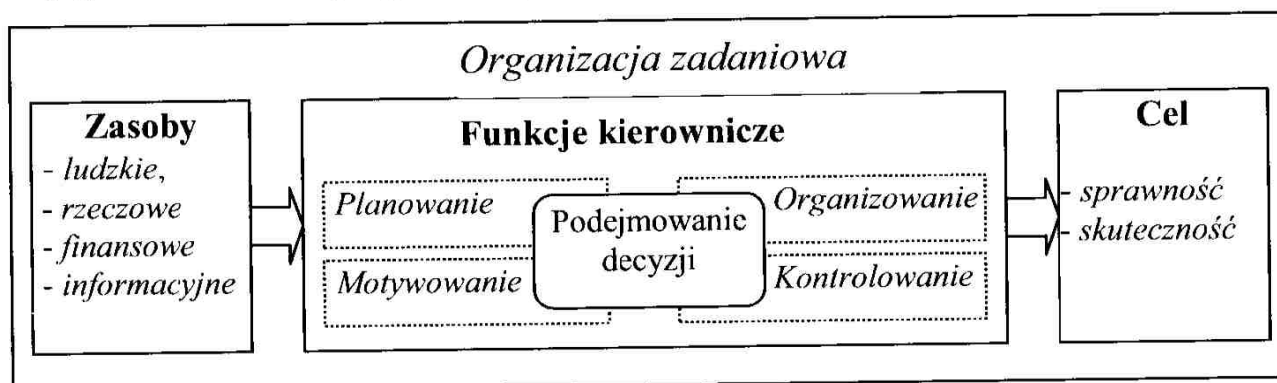 Organizacja zadaniowa
Zasoby
- ludzkie,
- rzeczowe
- finansowe
- informacyjne
Funkcje kierownicze
Planowanie
Organizowanie
Podejmowanie
decyzji
Motywowanie
Kontrolowanie
Cel
- sprawność
- skuteczność